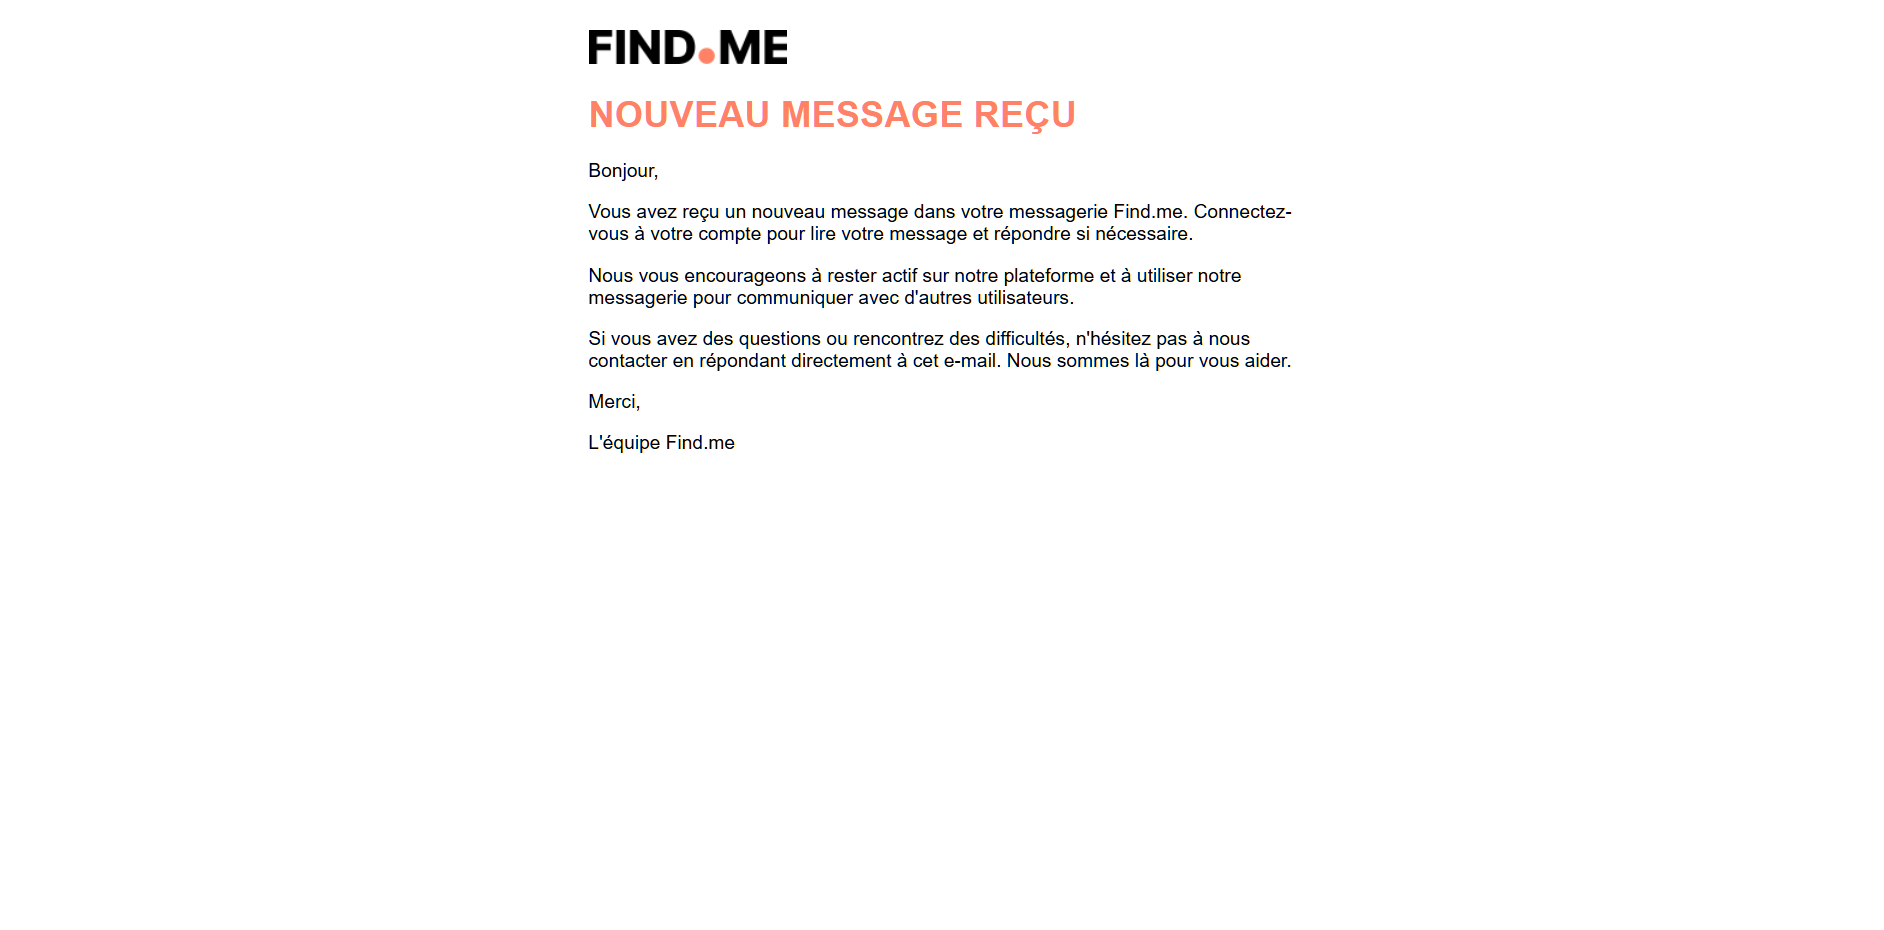 FIND.ME
NOUVEAU MESSAGE REÇU
Bonjour,
Vous avez reçu un nouveau message dans votre messagerie Find.me. Connectez-
vous à votre compte pour lire votre message et répondre si nécessaire.
Nous vous encourageons à rester actif sur notre plateforme et à utiliser notre
messagerie pour communiquer avec d'autres utilisateurs.
Si vous avez des questions ou rencontrez des difficultés, n'hésitez pas à nous
contacter en répondant directement à cet e-mail. Nous sommes là pour vous aider.
Merci,
L'équipe Find.me